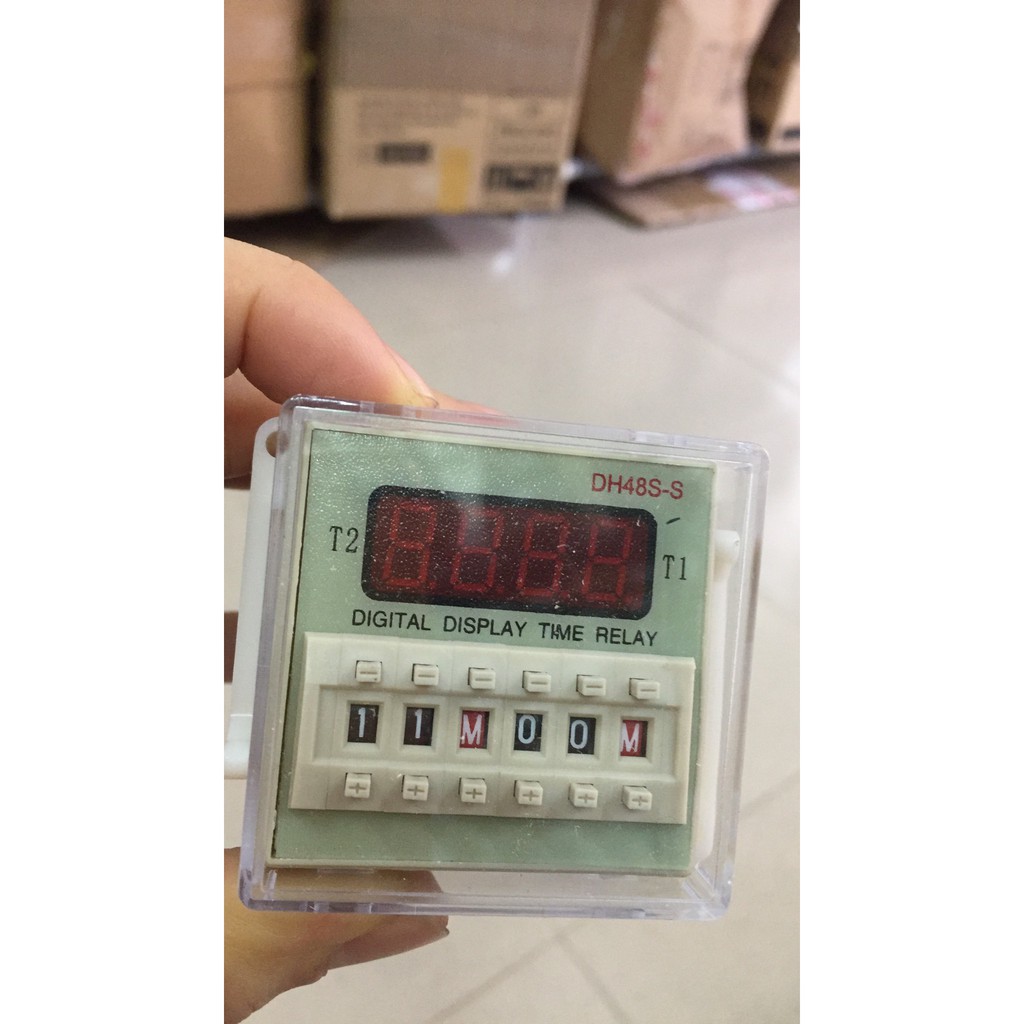 DH48S-S
T2
T1
DIGITAL DISPLAY TIME RELAY
- - - - - -
1 1 M 0 0 M
+ + + + + +